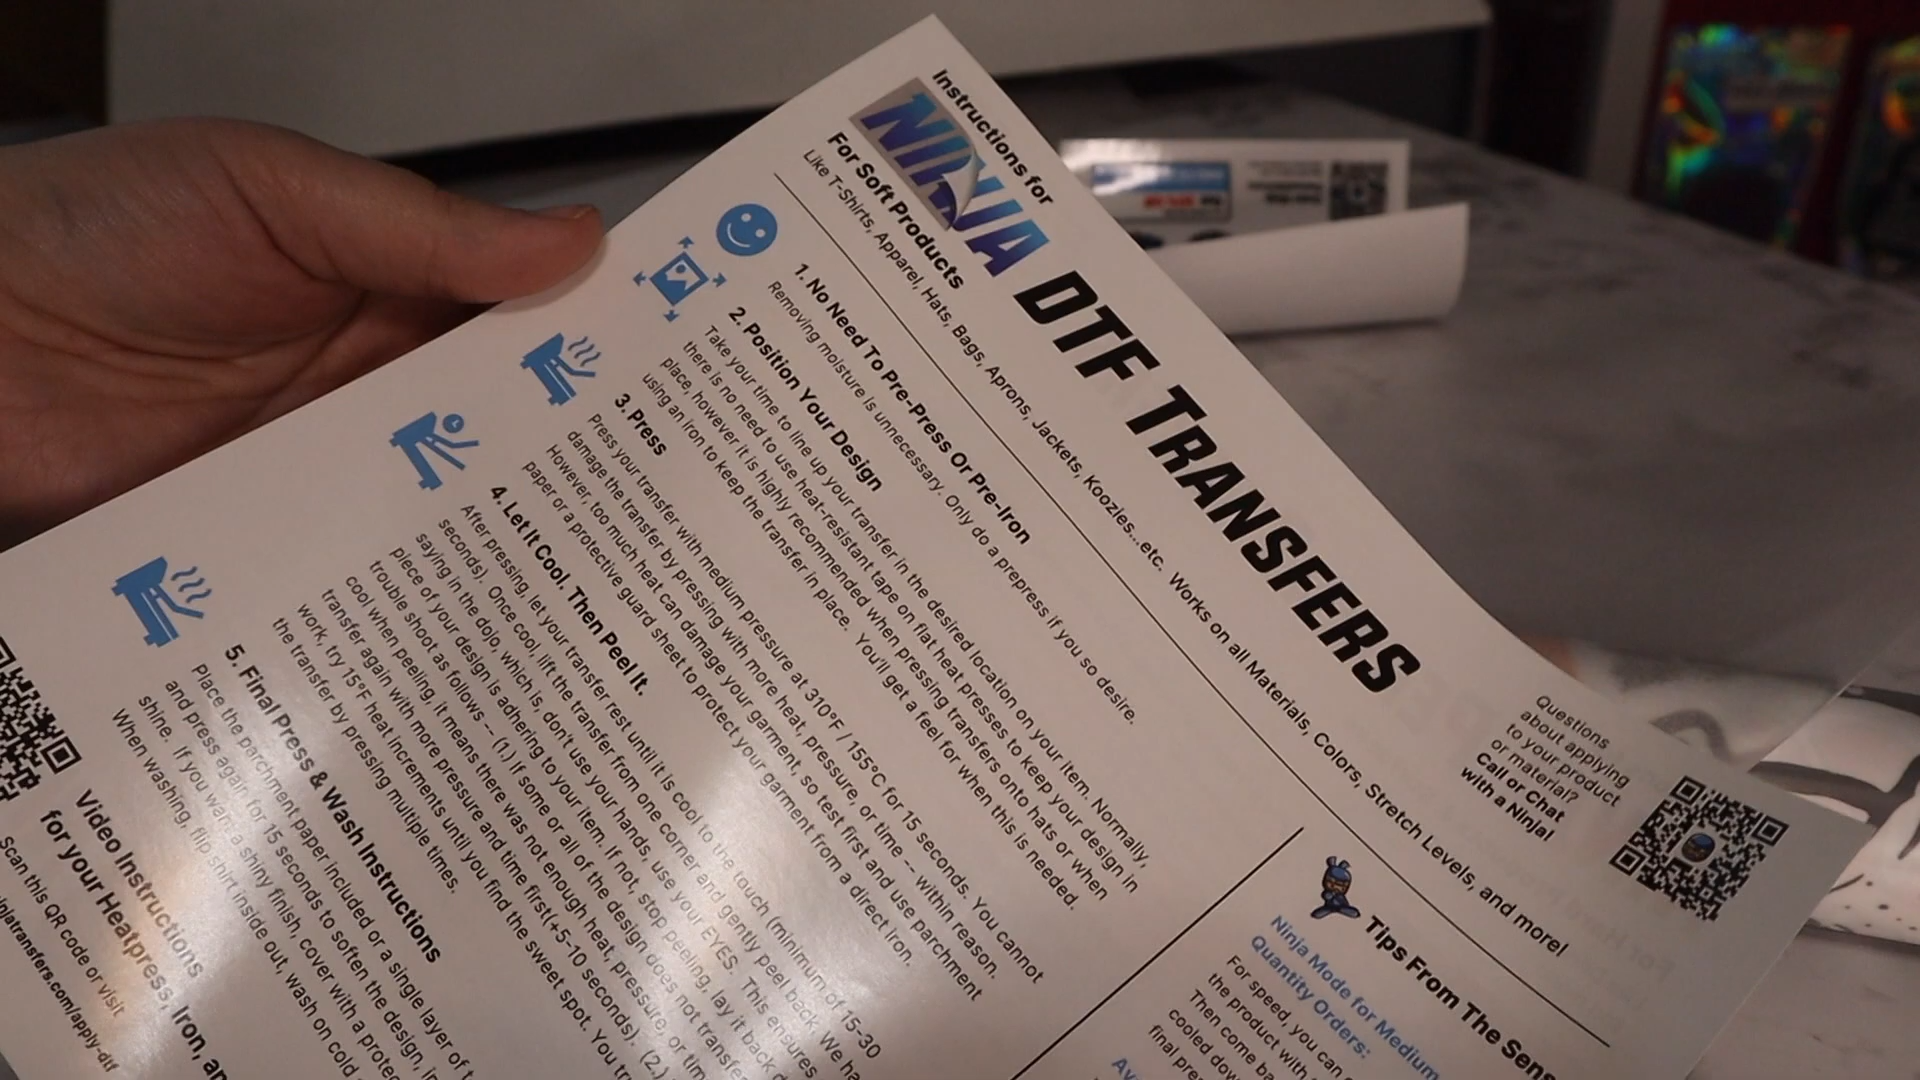 Instructions for
NINJA DTF TRANSFERS
For Soft Products
Like T-Shirts, Apparel, Hats, Bags, Aprons, Jackets, Koozies...etc. Works on all Materials, Colors, Stretch Levels, and more!
Questions
about applying
to your product
or material?
Call or Chat
with a Ninja!
1. No Need To Pre-Press Or Pre-Iron
Removing moisture is unnecessary. Only do a prepress if you so desire.
2. Position Your Design
Take your time to line up your transfer in the desired location on your item. Normally,
there is no need to use heat-resistant tape on flat heat presses to keep your design in
place, however it is highly recommended when pressing transfers onto hats or when
using an iron to keep the transfer in place. You'll get a feel for when this is needed.
3. Press
Press your transfer with medium pressure at 310°F / 155°C for 15 seconds. You cannot
damage the transfer by pressing with more heat, pressure, or time -- within reason.
However, too much heat can damage your garment, so test first and use parchment
paper or a protective guard sheet to protect your garment from a direct iron.
4. Let It Cool. Then Peel It.
After pressing, let your transfer rest until it is cool to the touch (minimum of 15-30
seconds). Once cool, lift the transfer from one corner and gently peel back. We ha
saying in the dojo, which is, don't use your hands, use your EYES. This ensures
piece of your design is adhering to your item. If not, stop peeling, lay it back d
trouble shoot as follows -- (1.) If some or all of the design does not transfe
cool when peeling, it means there was not enough heat, pressure, or tim
transfer again with more pressure and time first(+5-10 seconds). (2.)
work, try 15°F heat increments until you find the sweet spot. You
the transfer by pressing multiple times.
5. Final Press & Wash Instructions
Place the parchment paper included or a single layer of
and press again for 15 seconds to soften the design,
shine. If you want a shiny finish, cover with a
When washing, flip shirt inside out, wash on cold
Video Instructions
for your Heatpress, Iron,
Scan this QR code or visit
njatransfers.com/apply-dtf
Tips From The Sens
Ninja Mode for Medium
Quantity Orders:
For speed, you can
the product with
Then come ba
cooled dow
final pre